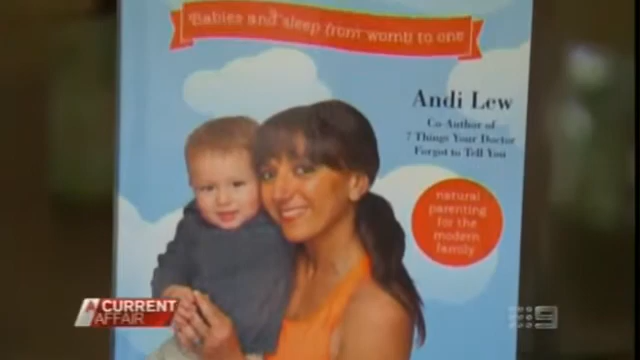 Babies and sleep from womb to one
Andi Lew
Co-Author of
7 Things Your Doctor
Forgot to Tell You
natural
parenting
for the
modern
family
A CURRENT
AFFAIR
9